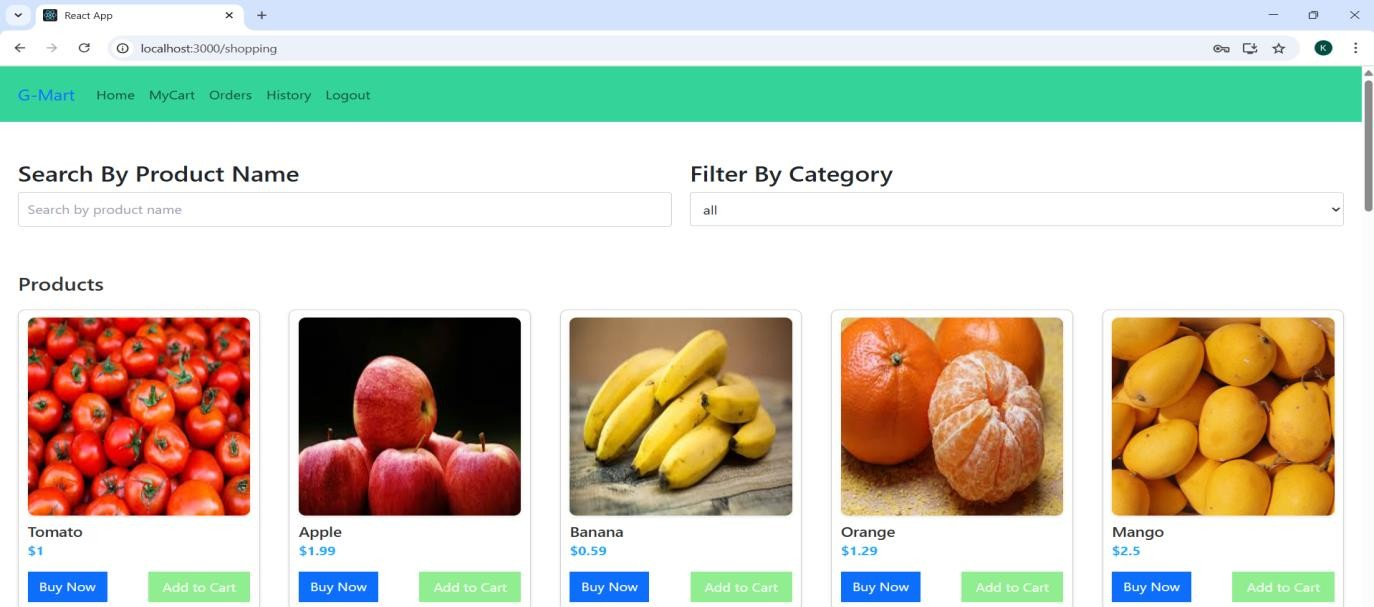 React App
localhost:3000/shopping
K
G-Mart Home MyCart Orders History Logout
Search By Product Name Filter By Category
Search by product name all
Products
Tomato Apple Banana Orange Mango
$1 $1.99 $0.59 $1.29 $2.5
Buy Now Add to Cart Buy Now Add to Cart Buy Now Add to Cart Buy Now Add to Cart Buy Now Add to Cart